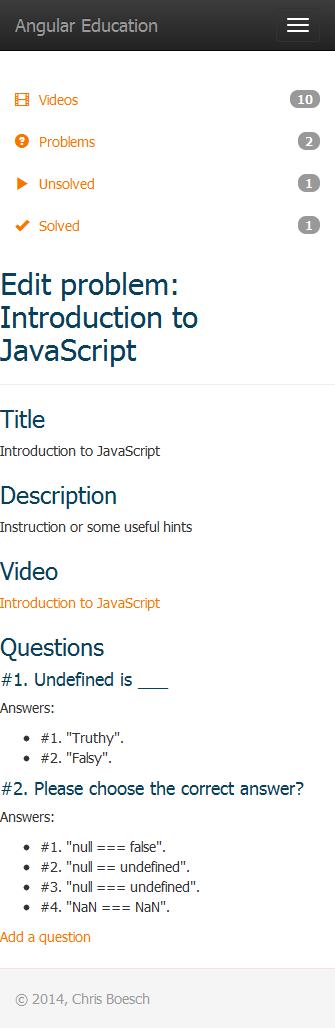 Angular Education
Videos 10
Problems 2
Unsolved 1
Solved 1
Edit problem:
Introduction to
JavaScript
Title
Introduction to JavaScript
Description
Instruction or some useful hints
Video
Introduction to JavaScript
Questions
#1. Undefined is ___
Answers:
#1. "Truthy".
#2. "Falsy".
#2. Please choose the correct answer?
Answers:
#1. "null === false".
#2. "null == undefined".
#3. "null === undefined".
#4. "NaN === NaN".
Add a question
© 2014, Chris Boesch